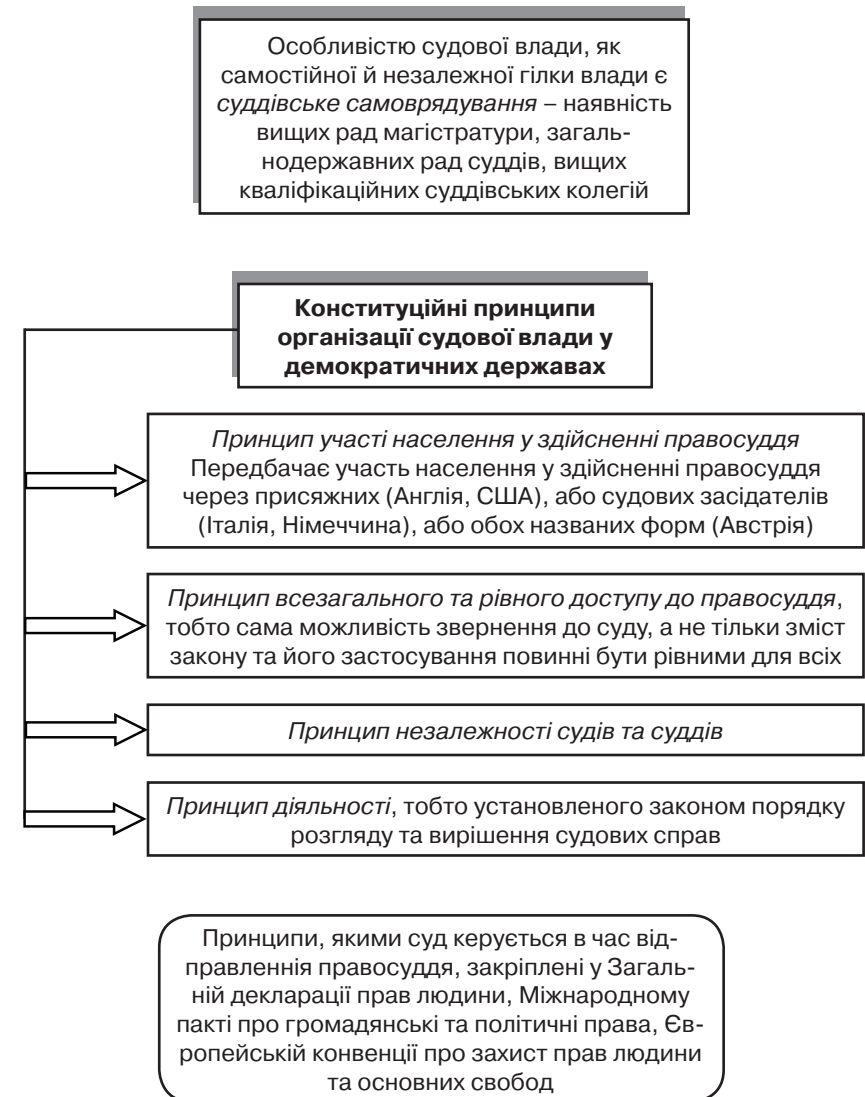 Особливістю судової влади, як
самостійної й незалежної гілки влади є
суддівське самоврядування – наявність
вищих рад магістратури, загаль-
нодержавних рад суддів, вищих
кваліфікаційних суддівських колегій
Конституційні принципи
організації судової влади у
демократичних державах
Принцип участі населення у здійсненні правосуддя
Передбачає участь населення у здійсненні правосуддя
через присяжних (Англія, США), або судових засідателів
(Італія, Німеччина), або обох названих форм (Австрія)
Принцип всезагального та рівного доступу до правосуддя,
тобто сама можливість звернення до суду, а не тільки зміст
закону та його застосування повинні бути рівними для всіх
Принцип незалежності судів та суддів
Принцип діяльності, тобто установленого законом порядку
розгляду та вирішення судових справ
Принципи, якими суд керується в час від-
правленнія правосуддя, закріплені у Загаль-
ній декларації прав людини, Міжнародному
пакті про громадянські та політичні права, Єв-
ропейській конвенції про захист прав людини
та основних свобод